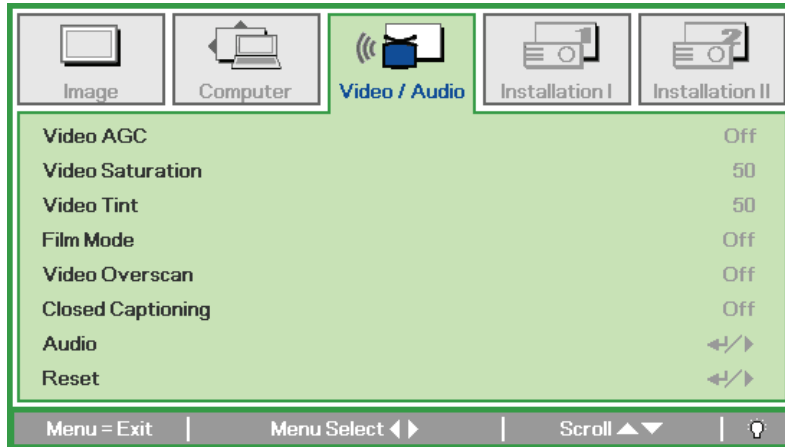 Image Computer Video / Audio Installation I Installation II
Video AGC Off
Video Saturation 50
Video Tint 50
Film Mode Off
Video Overscan Off
Closed Captioning Off
Audio
Reset
Menu = Exit Menu Select Scroll